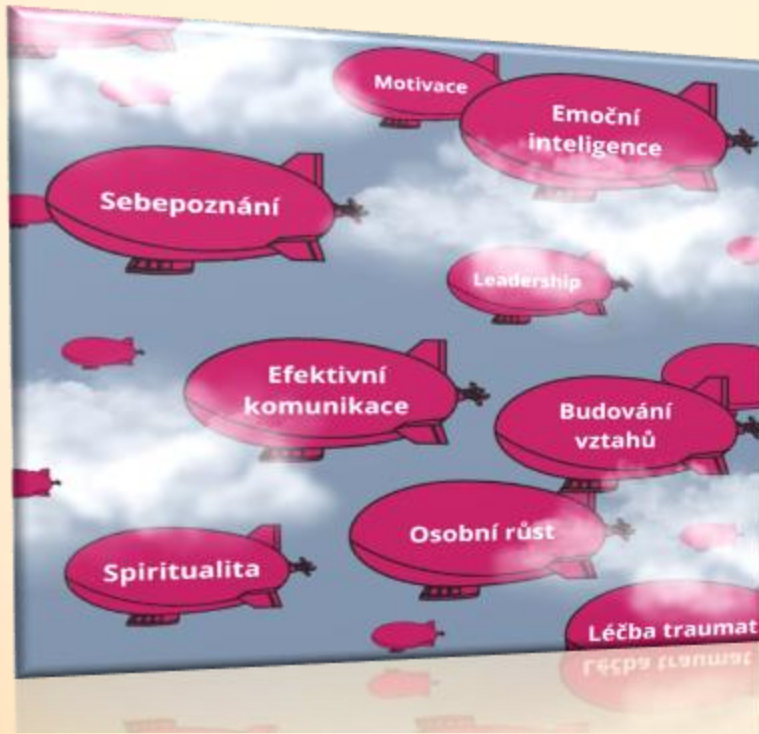 Motivace
Emoční
inteligence
Sebepoznání
Leadership
Efektivní
komunikace
Budování
vztahů
Osobní růst
Spiritualita
Léčba traumat